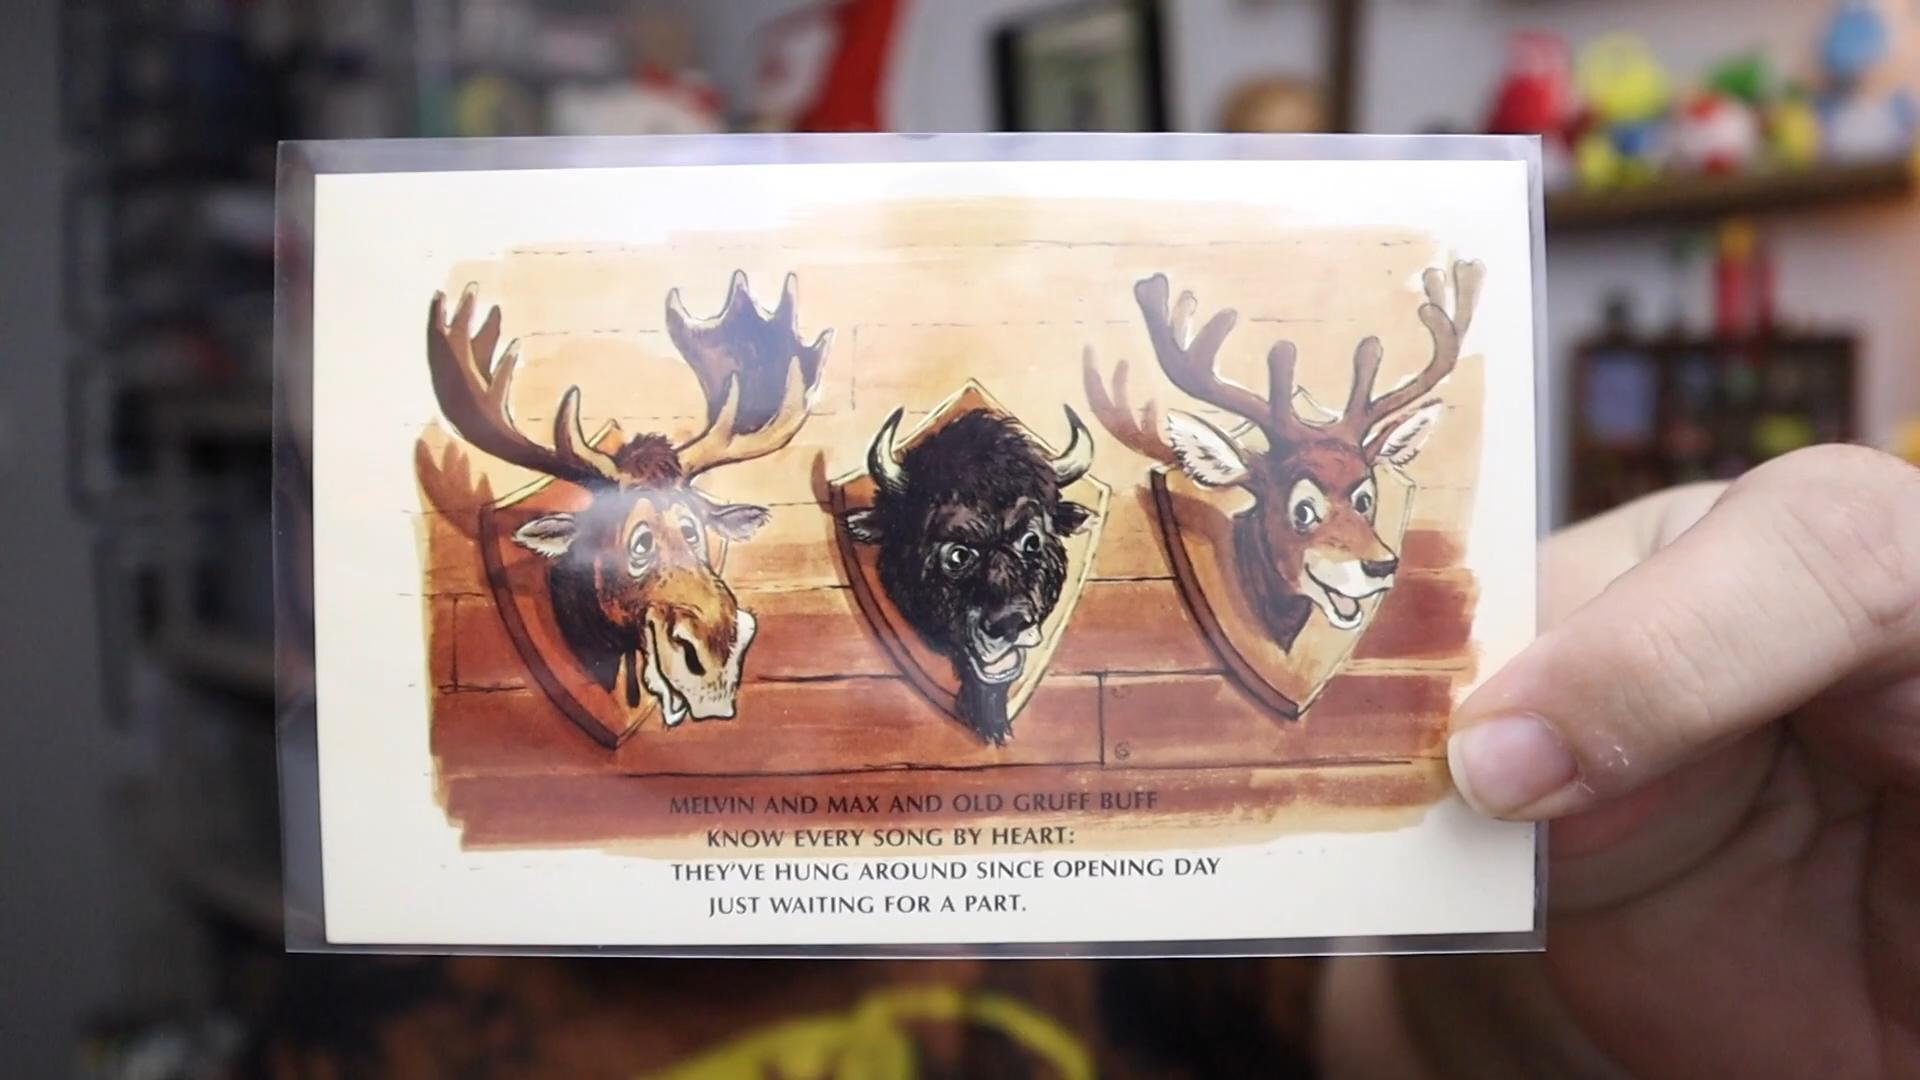 MELVIN AND MAX AND OLD GRUFF BUFF
KNOW EVERY SONG BY HEART:
THEY'VE HUNG AROUND SINCE OPENING DAY
JUST WAITING FOR A PART.